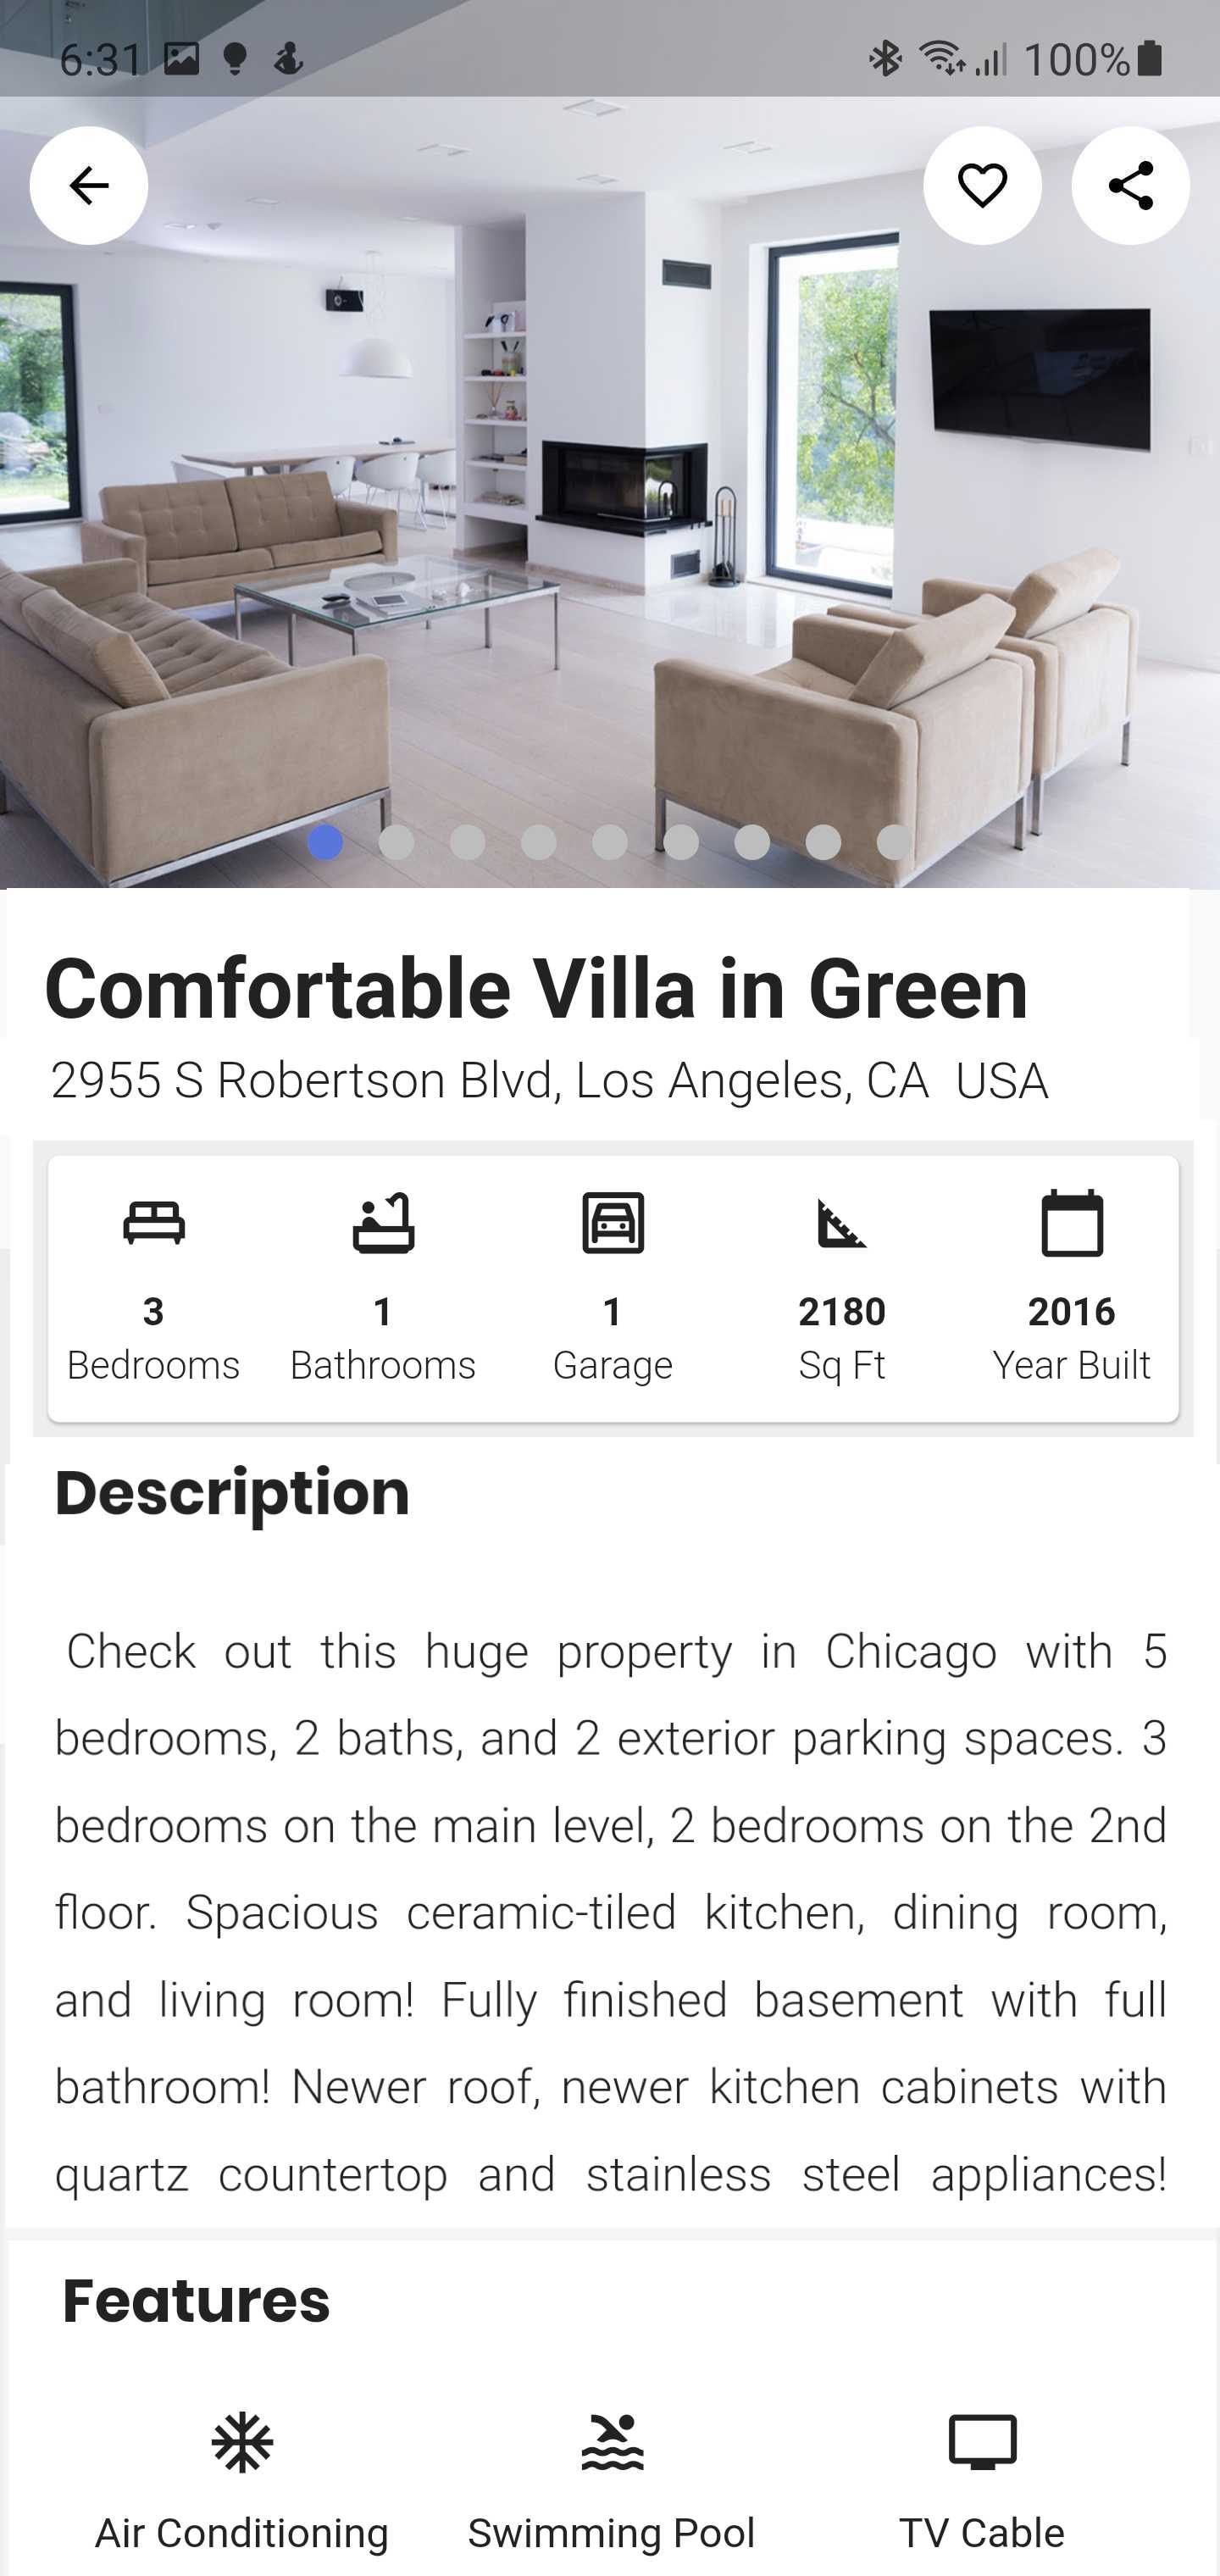 6:31
100%
Comfortable Villa in Green
2955 S Robertson Blvd, Los Angeles, CA  USA
3 1 1 2180 2016
Bedrooms Bathrooms Garage Sq Ft Year Built
Description
Check out this huge property in Chicago with 5
bedrooms, 2 baths, and 2 exterior parking spaces. 3
bedrooms on the main level, 2 bedrooms on the 2nd
floor. Spacious ceramic-tiled kitchen, dining room,
and living room! Fully finished basement with full
bathroom! Newer roof, newer kitchen cabinets with
quartz countertop and stainless steel appliances!
Features
Air Conditioning Swimming Pool TV Cable